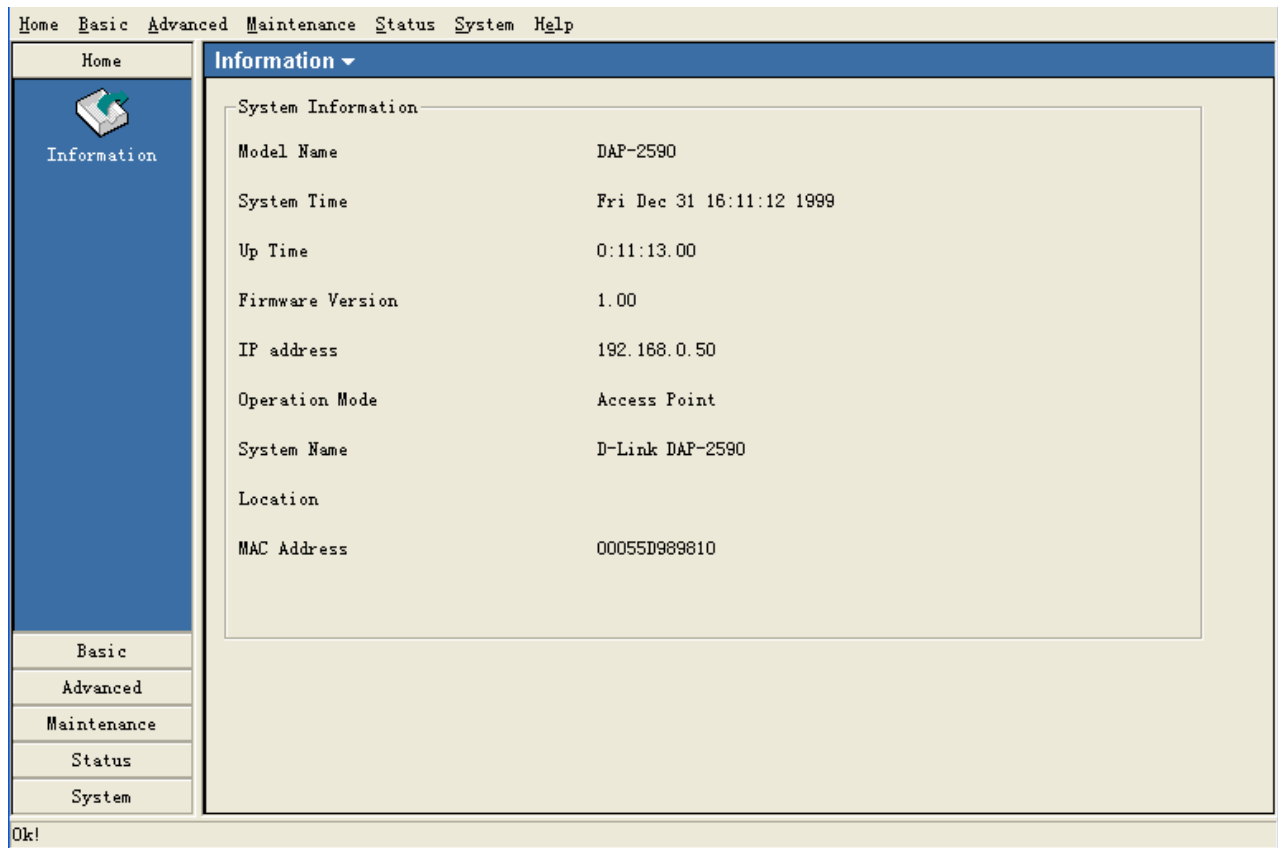 Home Basic Advanced Maintenance Status System Help
Home
Information
Information
System Information
Model Name DAP-2590
System Time Fri Dec 31 16:11:12 1999
Up Time 0:11:13.00
Firmware Version 1.00
IP address 192.168.0.50
Operation Mode Access Point
System Name D-Link DAP-2590
Location
MAC Address 00055D989810
Basic
Advanced
Maintenance
Status
System
Ok!